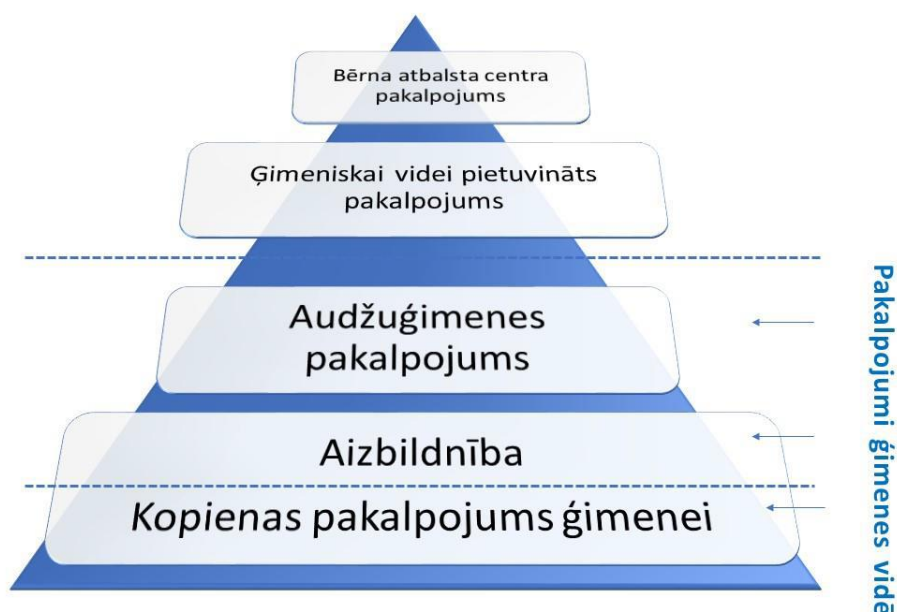 Bērna atbalsta centra
pakalpojums
Ģimeniskai videi pietuvināts
pakalpojums
Audžuģimenes
pakalpojums
Aizbildnība
Kopienas pakalpojums ģimenei
Pakalpojumi ģimenes vidē